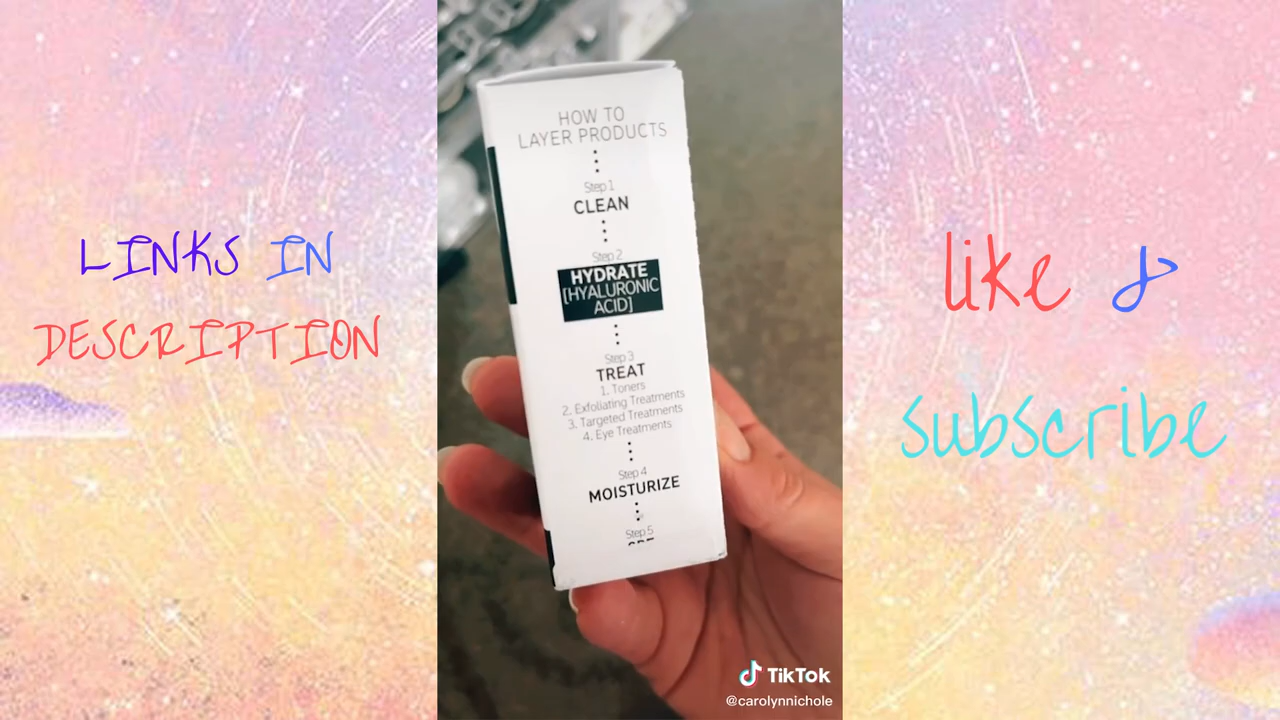 LINKS IN
DESCRIPTION
HOW TO
LAYER PRODUCTS
Step 1
CLEAN
Step 2
HYDRATE
[HYALURONIC
ACID]
Step 3
TREAT
1. Toners
2. Exfoliating Treatments
3. Targeted Treatments
4. Eye Treatments
Step 4
MOISTURIZE
Step 5
TikTok
@carolynnichole
like &
subscribe